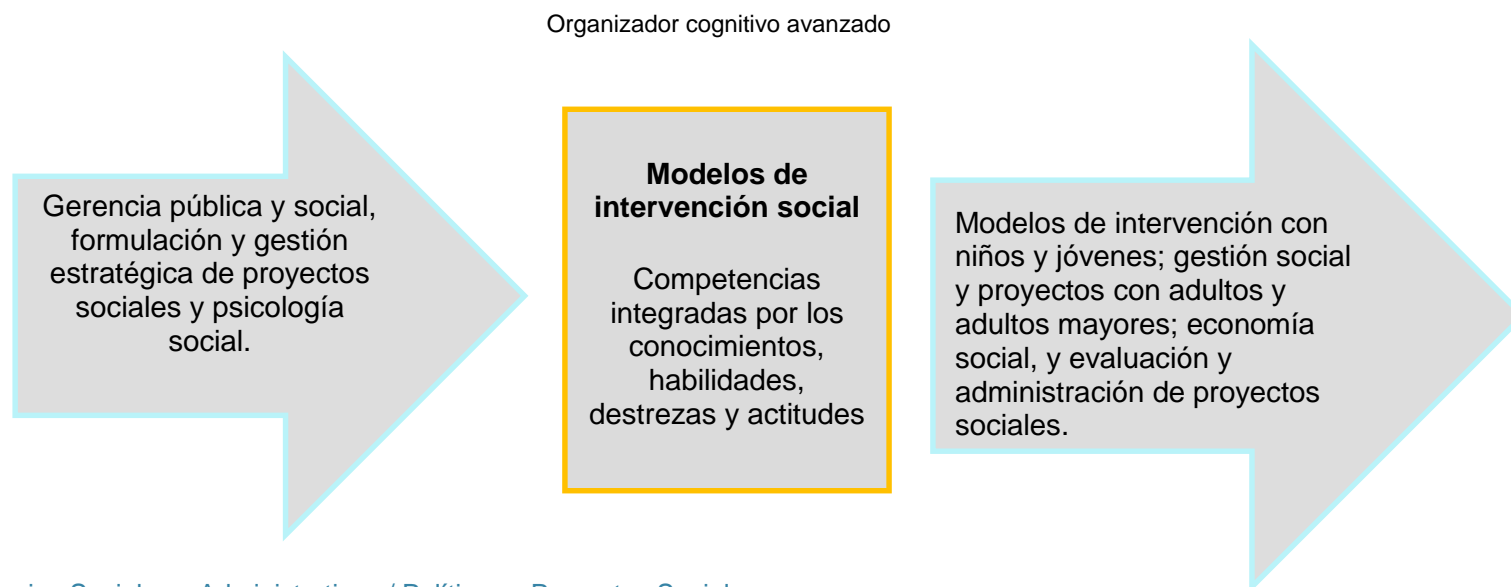 Organizador cognitivo avanzado
Gerencia pública y social,
formulación y gestión
estratégica de proyectos
sociales y psicología
social.
Modelos de
intervención social
Competencias
integradas por los
conocimientos,
habilidades,
destrezas y actitudes
Modelos de intervención con
niños y jóvenes; gestión social
y proyectos con adultos y
adultos mayores; economía
social, y evaluación y
administración de proyectos
sociales.